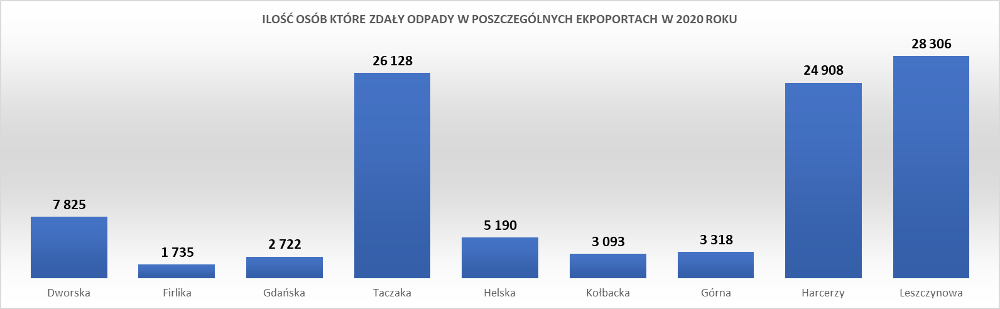 ILOŚĆ OSÓB KTÓRE ZDAŁY ODPADY W POSZCZEGÓLNYCH EKPOPORTACH W 2020 ROKU
7 825
1 735
2 722
26 128
5 190
3 093
3 318
24 908
28 306
Dworska
Firlika
Gdańska
Taczaka
Helska
Kołbacka
Górna
Harcerzy
Leszczynowa